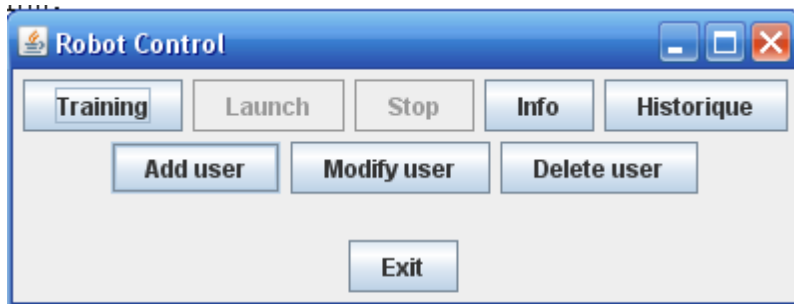 Robot Control
Training Launch Stop Info Historique
Add user Modify user Delete user
Exit